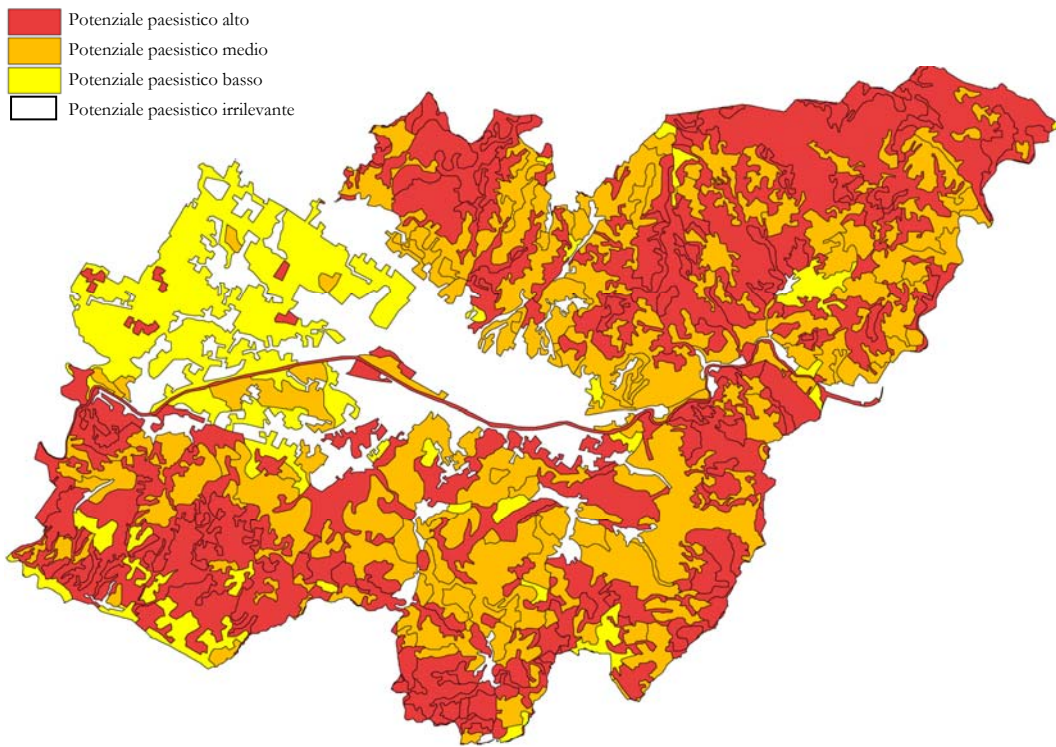 Potenziale paesistico alto
Potenziale paesistico medio
Potenziale paesistico basso
Potenziale paesistico irrilevante